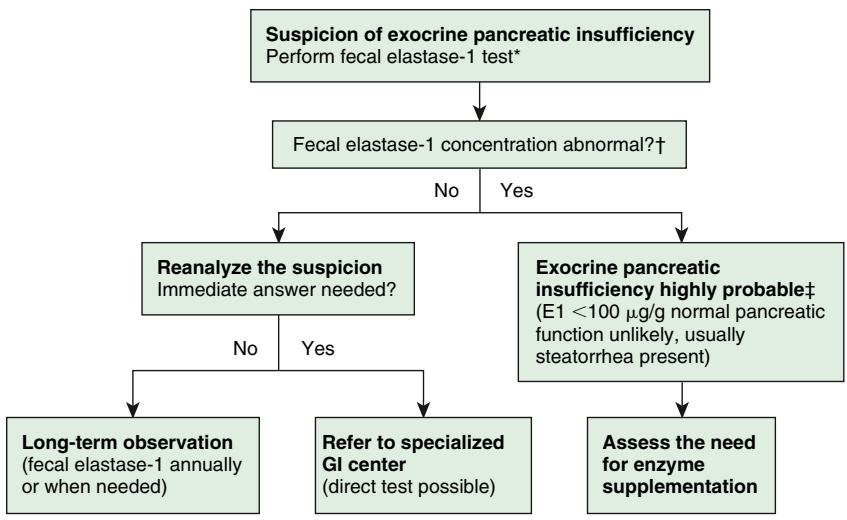 Suspicion of exocrine pancreatic insufficiency
Perform fecal elastase-1 test*
Fecal elastase-1 concentration abnormal?†
No
Yes
Reanalyze the suspicion
Immediate answer needed?
Exocrine pancreatic
insufficiency highly probable‡
(E1 <100 μg/g normal pancreatic
function unlikely, usually
steatorrhea present)
No
Yes
Long-term observation
(fecal elastase-1 annually
or when needed)
Refer to specialized
GI center
(direct test possible)
Assess the need
for enzyme
supplementation